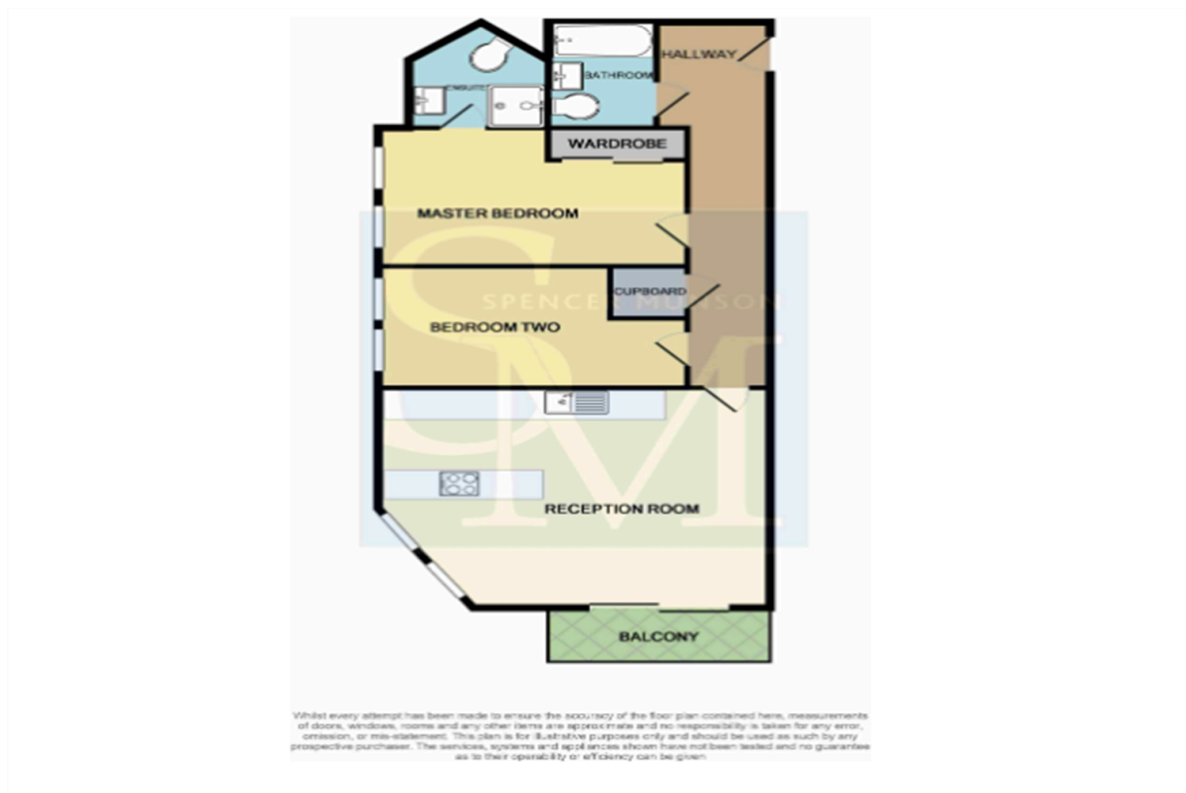 HALLWAY
BATHROOM
ENSUITE
WARDROBE
MASTER BEDROOM
CUPBOARD
SPENCER MUNSON
BEDROOM TWO
SM
RECEPTION ROOM
BALCONY
Whilst every attempt has been made to ensure the accuracy of the floor plan contained here, measurements
of doors, windows, rooms and any other items are approximate and no responsibility is taken for any error,
omission, or mis-statement. This plan is for illustrative purposes only and should be used as such by any
prospective purchaser. The services, systems and appliances shown have not been tested and no guarantee
as to their operability or efficiency can be given